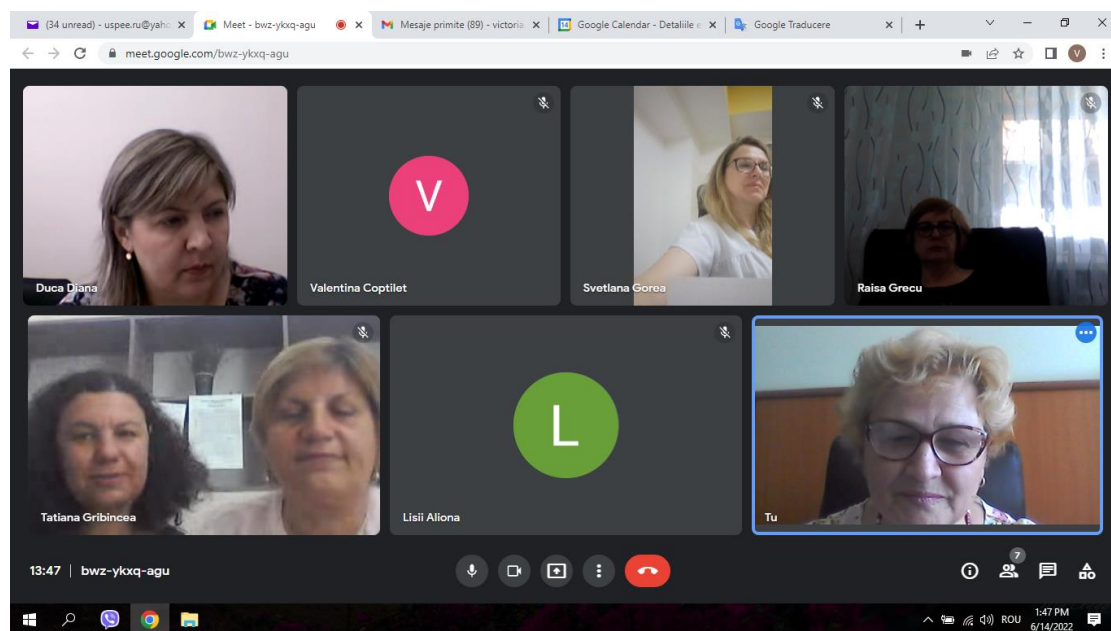 (34 unread) - uspee.ru@yaho
Meet - bwz-ykxq-agu
Mesaje primite (89) - victoria
Google Calendar - Detaliile e
Google Traducere
meet.google.com/bwz-ykxq-agu
V
V
Duca Diana
Valentina Coptilet
Svetlana Gorea
Raisa Grecu
L
Tatiana Gribincea
Lisii Aliona
Tu
13:47 | bwz-ykxq-agu
7
ROU
1:47 PM
6/14/2022